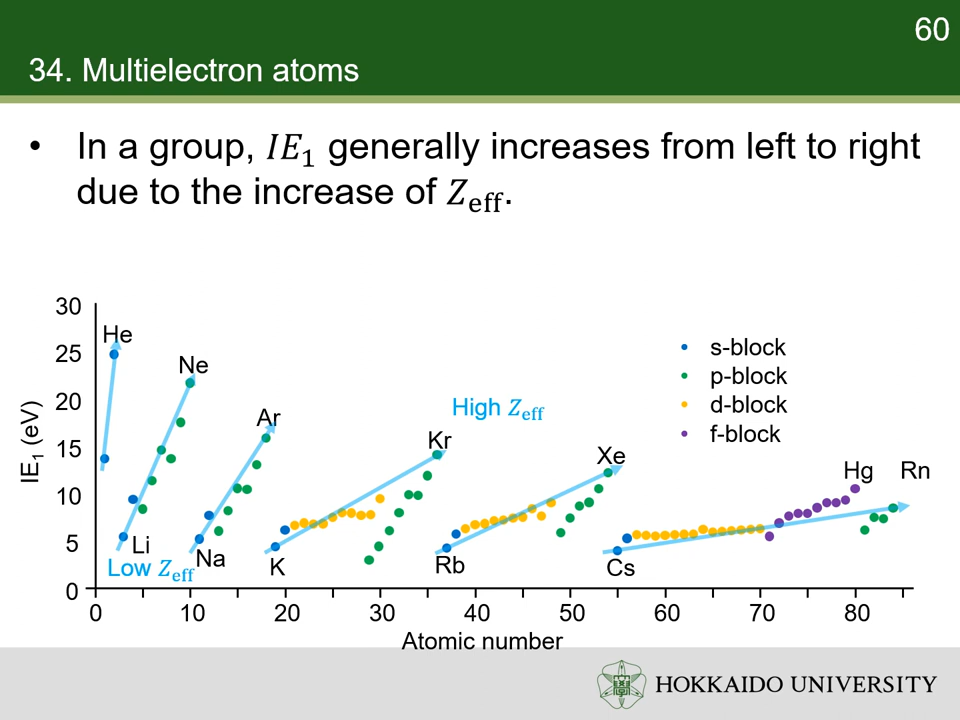 60
34. Multielectron atoms
• In a group, IE₁ generally increases from left to right
due to the increase of Z_eff.
30
25
20
15
10
5
0
IE₁ (eV)
He
Ne
Ar
Kr
Xe
Hg
Rn
High Z_eff
• s-block
• p-block
• d-block
• f-block
Li
Na
K
Rb
Cs
Low Z_eff
0 10 20 30 40 50 60 70 80
Atomic number
HOKKAIDO UNIVERSITY